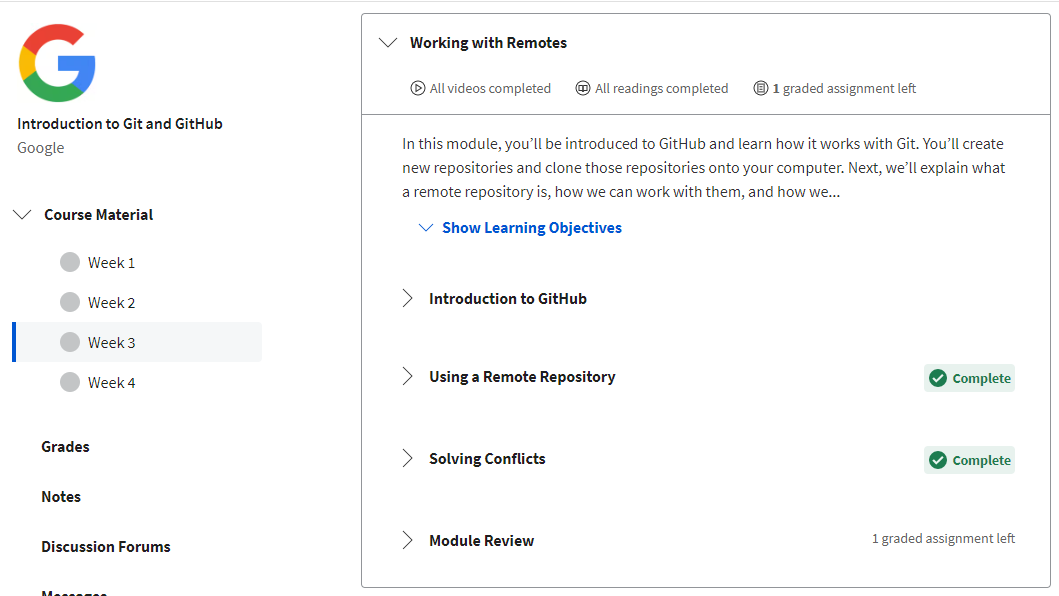 Introduction to Git and GitHub
Google
Course Material
Week 1
Week 2
Week 3
Week 4
Grades
Notes
Discussion Forums
Messages
Working with Remotes
All videos completed
All readings completed
1 graded assignment left
In this module, you’ll be introduced to GitHub and learn how it works with Git. You’ll create
new repositories and clone those repositories onto your computer. Next, we’ll explain what
a remote repository is, how we can work with them, and how we...
Show Learning Objectives
Introduction to GitHub
Using a Remote Repository
Complete
Solving Conflicts
Complete
Module Review
1 graded assignment left